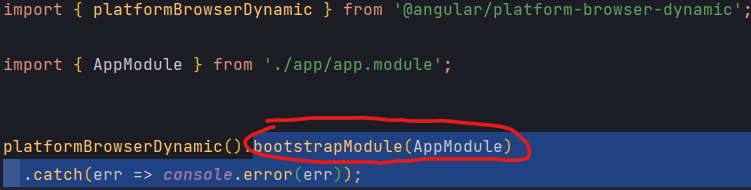 import { platformBrowserDynamic } from '@angular/platform-browser-dynamic';
import { AppModule } from './app/app.module';
platformBrowserDynamic().bootstrapModule(AppModule)
.catch(err => console.error(err));